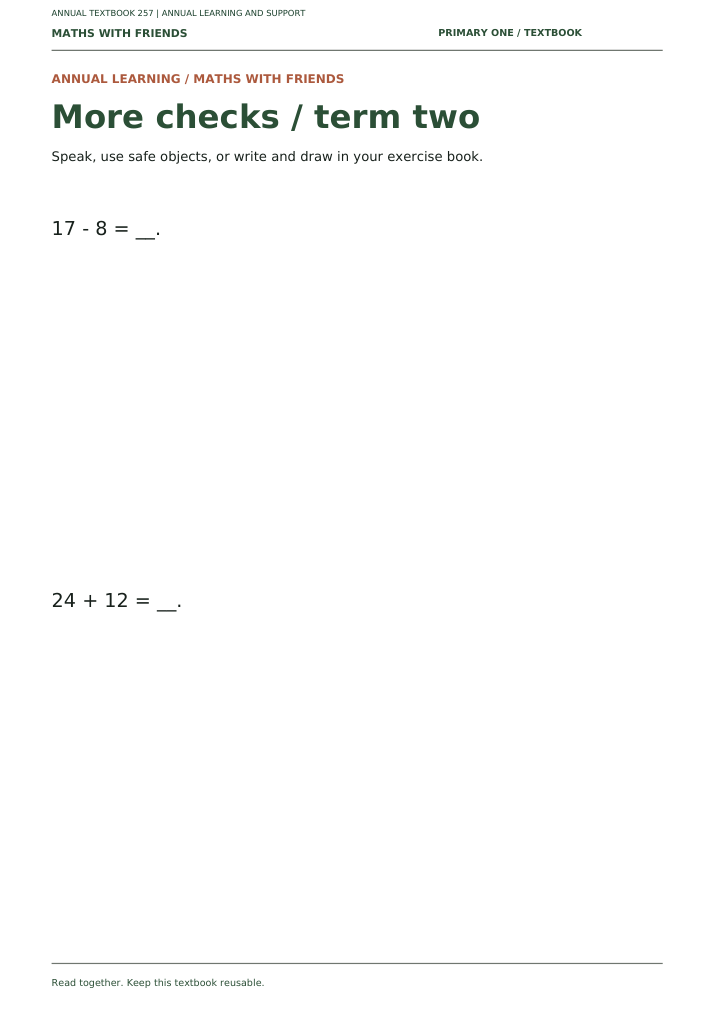 ANNUAL TEXTBOOK 257 | ANNUAL LEARNING AND SUPPORT
MATHS WITH FRIENDS
PRIMARY ONE / TEXTBOOK
ANNUAL LEARNING / MATHS WITH FRIENDS
More checks / term two
Speak, use safe objects, or write and draw in your exercise book.
17 - 8 = __.
24 + 12 = __.
Read together. Keep this textbook reusable.